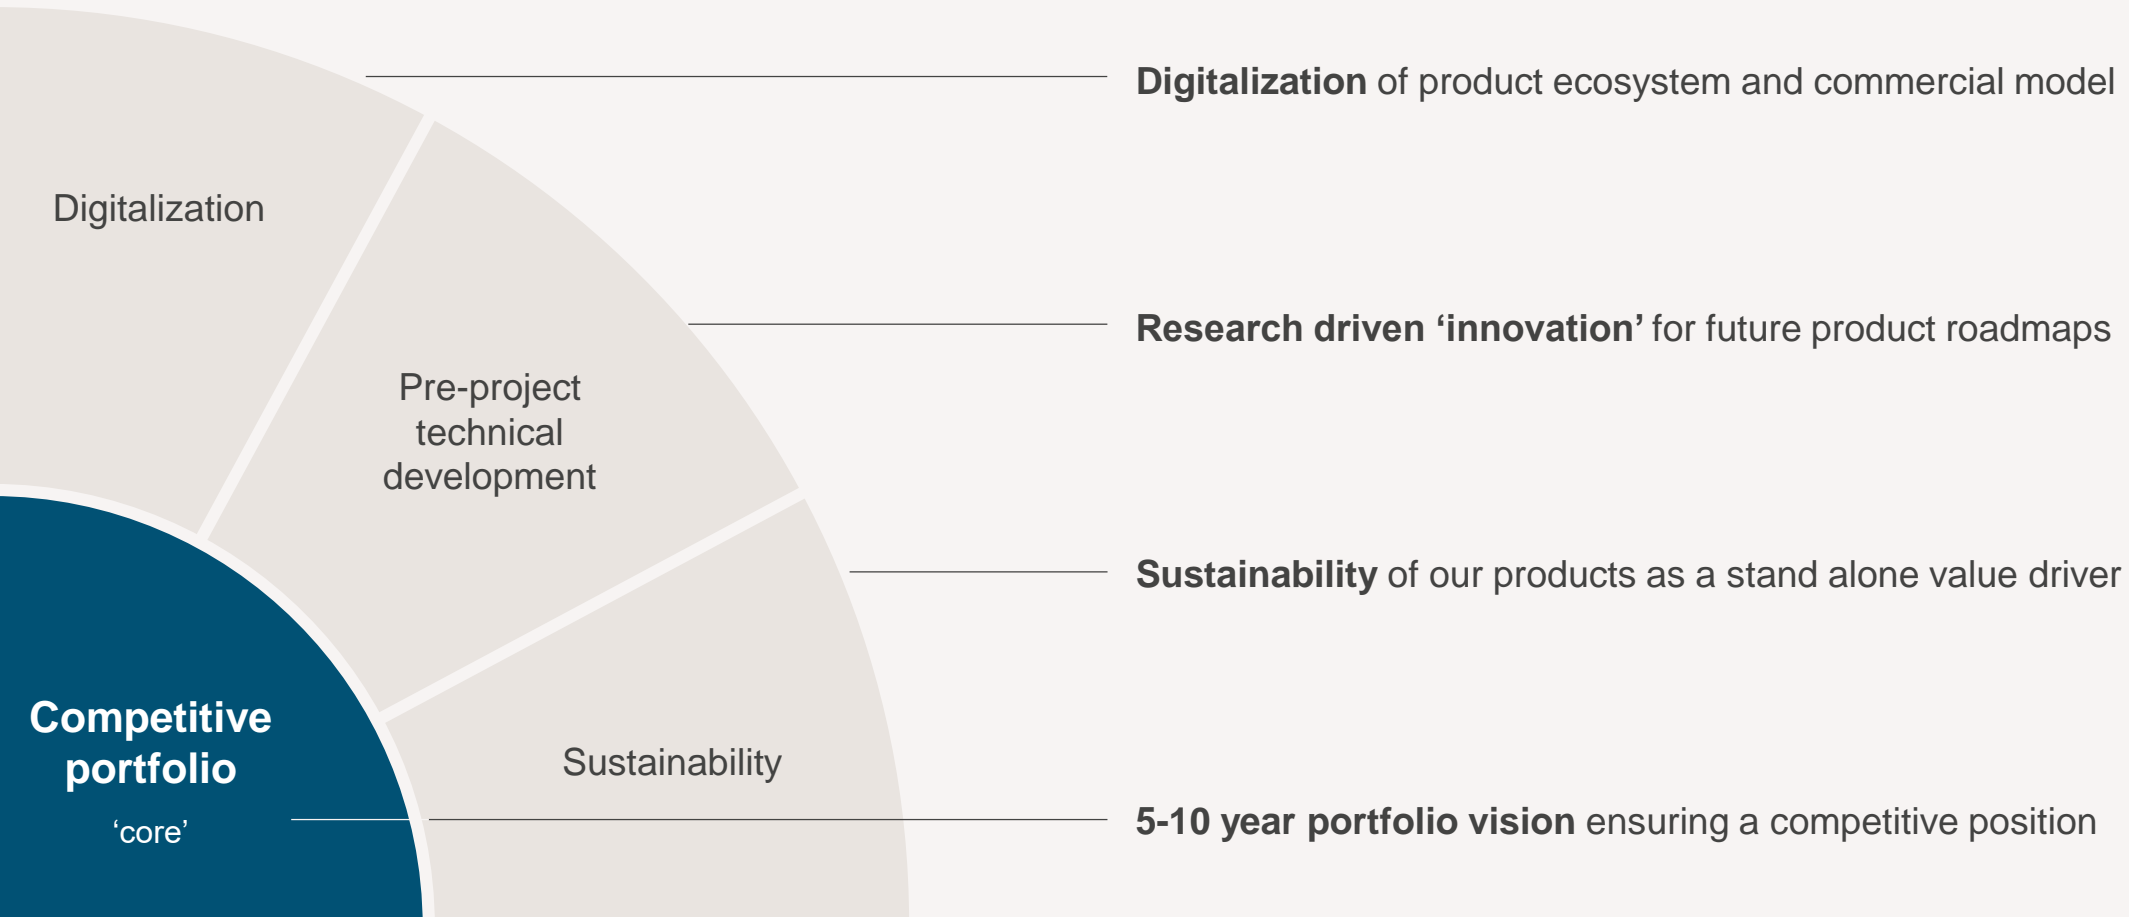 Digitalization of product ecosystem and commercial model
Digitalization
Research driven ‘innovation’ for future product roadmaps
Pre-project
technical
development
Sustainability of our products as a stand alone value driver
Competitive
portfolio
‘core’
Sustainability
5-10 year portfolio vision ensuring a competitive position